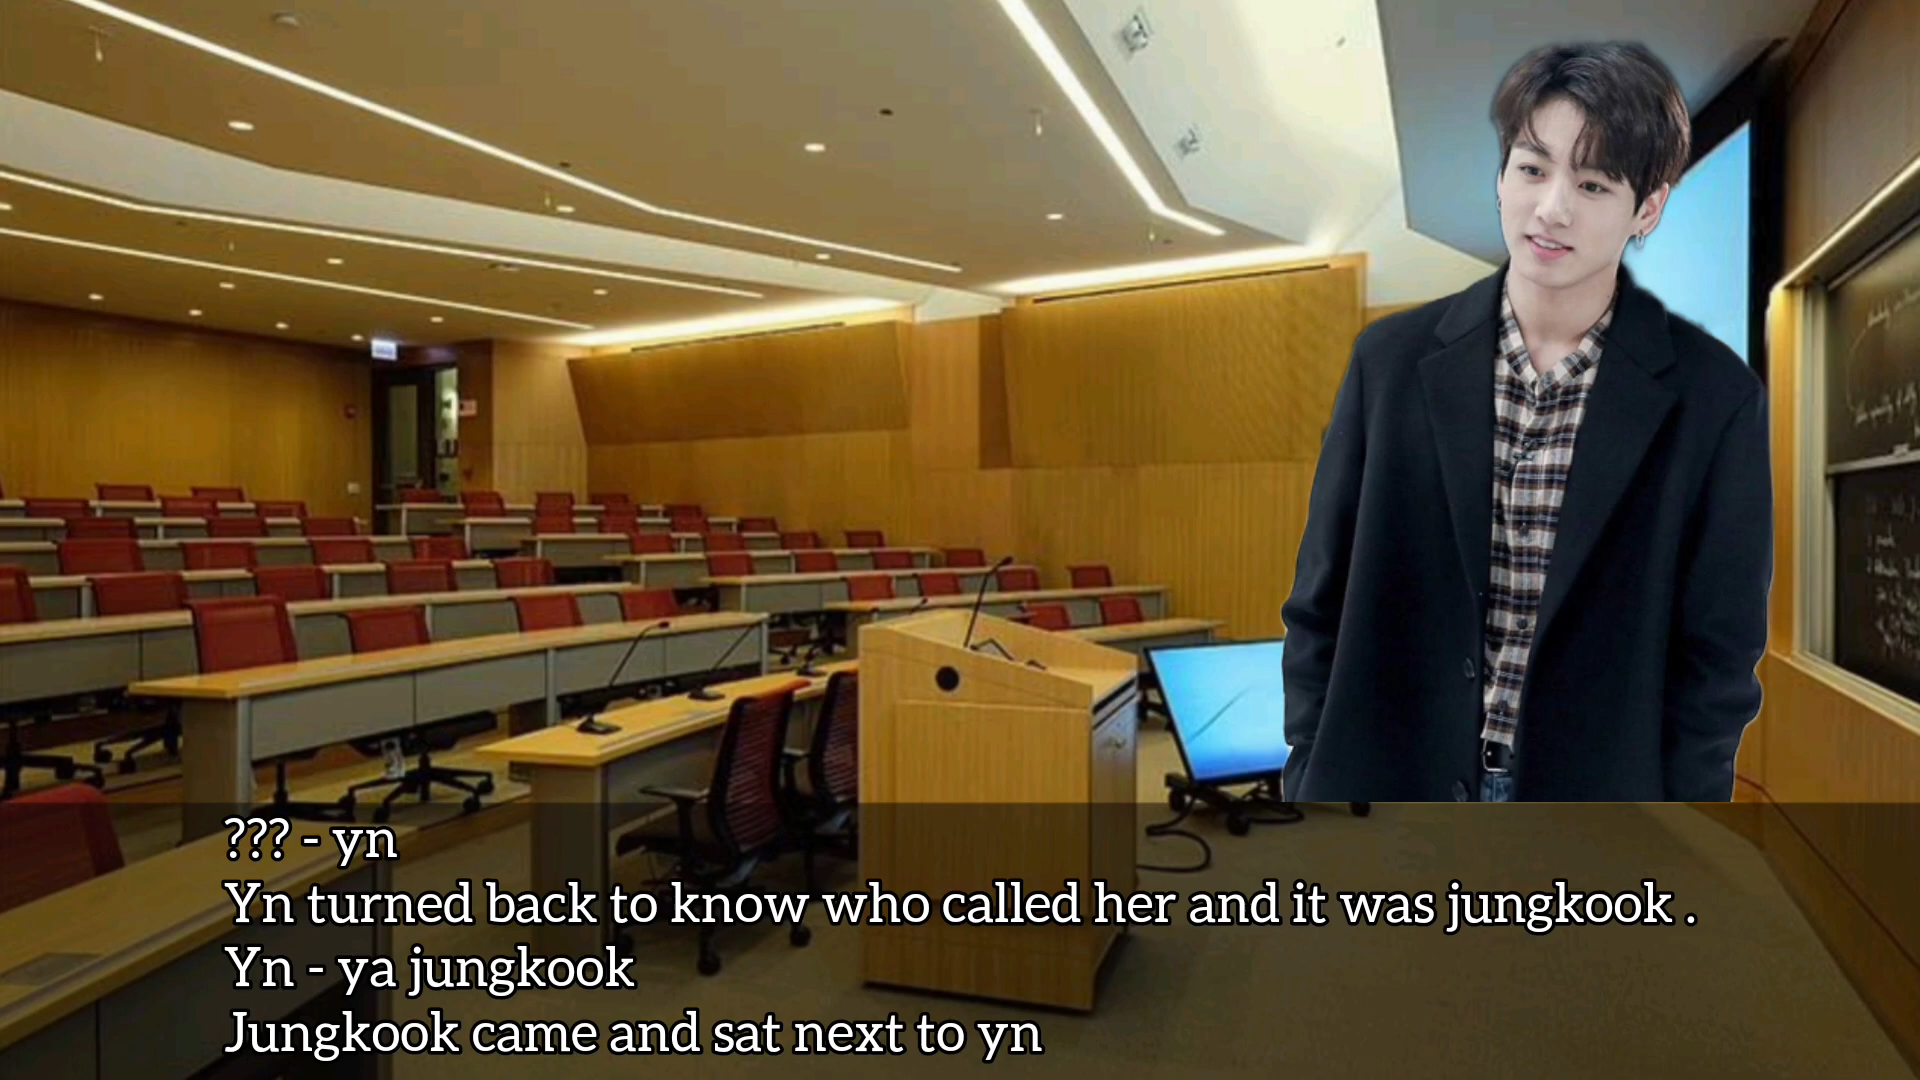 ??? - yn
Yn turned back to know who called her and it was jungkook .
Yn - ya jungkook
Jungkook came and sat next to yn